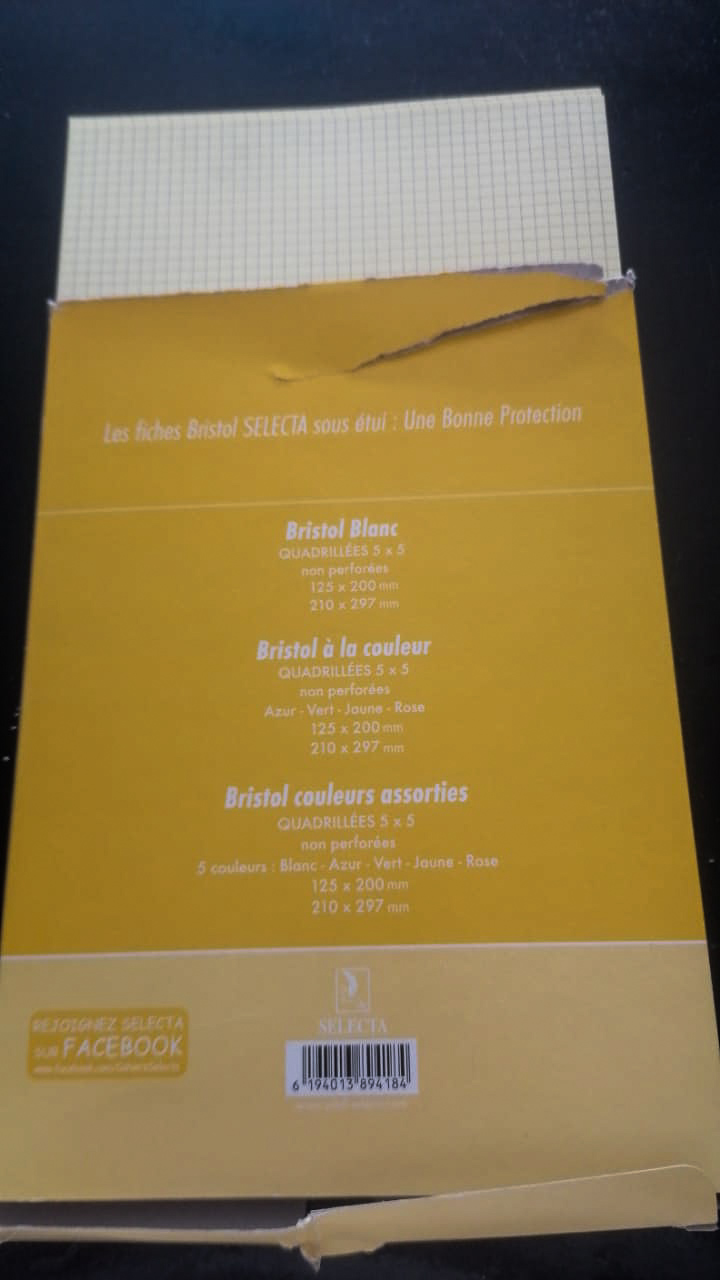 Les fiches Bristol SELECTA sous étui : Une Bonne Protection
Bristol Blanc
QUADRILLÉES 5 x 5
non perforées
125 x 200 mm
210 x 297 mm
Bristol à la couleur
QUADRILLÉES 5 x 5
non perforées
Azur - Vert - Jaune - Rose
125 x 200 mm
210 x 297 mm
Bristol couleurs assorties
QUADRILLÉES 5 x 5
non perforées
5 couleurs : Blanc - Azur - Vert - Jaune - Rose
125 x 200 mm
210 x 297 mm
SELECTA
REJOIGNEZ SELECTA
SUR FACEBOOK
6 194013 894184